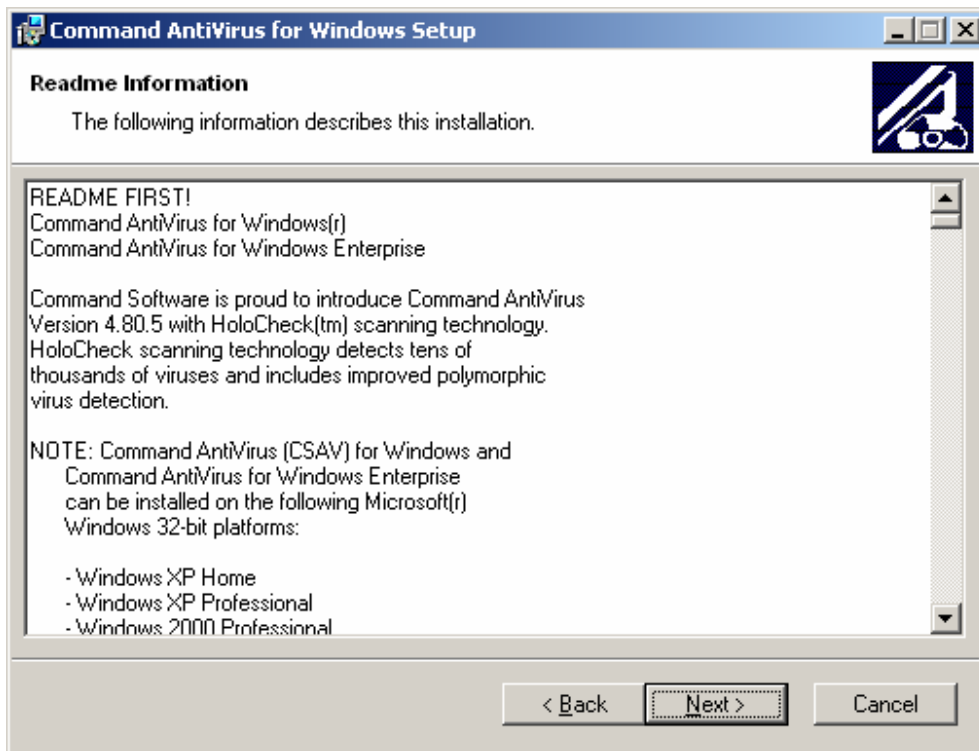 Command AntiVirus for Windows Setup
Readme Information
The following information describes this installation.
README FIRST!
Command AntiVirus for Windows(r)
Command AntiVirus for Windows Enterprise
Command Software is proud to introduce Command AntiVirus
Version 4.80.5 with HoloCheck(tm) scanning technology.
HoloCheck scanning technology detects tens of
thousands of viruses and includes improved polymorphic
virus detection.
NOTE: Command AntiVirus (CSAV) for Windows and
Command AntiVirus for Windows Enterprise
can be installed on the following Microsoft(r)
Windows 32-bit platforms:
- Windows XP Home
- Windows XP Professional
- Windows 2000 Professional
< Back
Next >
Cancel